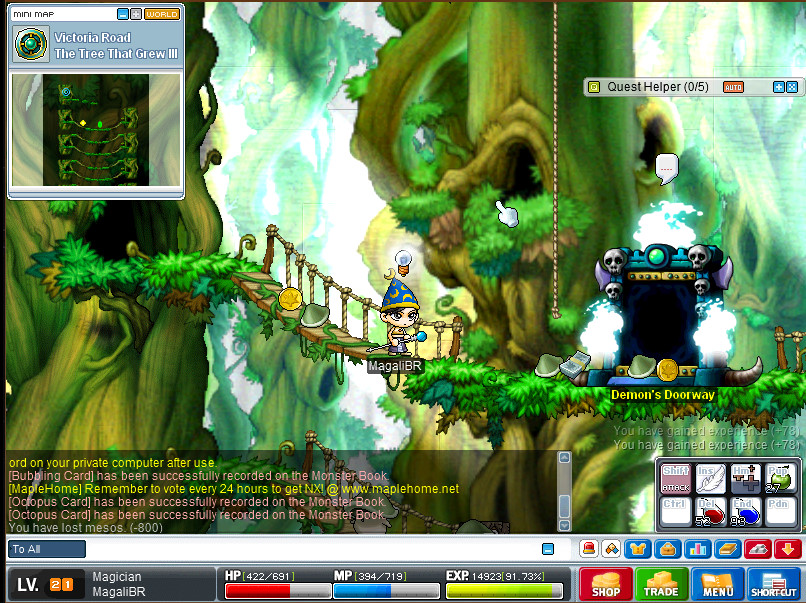 MINI MAP
WORLD
Victoria Road
The Tree That Grew III
Quest Helper (0/5)
AUTO
....
MagaliBR
Demon's Doorway
You have gained experience (+78)
You have gained experience (+78)
ord on your private computer after use.
[Bubbling Card] has been successfully recorded on the Monster Book.
[MapleHome] Remember to vote every 24 hours to get NX! @ www.maplehome.net
[Octopus Card] has been successfully recorded on the Monster Book.
[Octopus Card] has been successfully recorded on the Monster Book.
You have lost mesos. (-800)
Shift Ins Hm Pup
ATTACK 27
Ctrl Del End Pdn
To All
LV. 21
Magician
MagaliBR
HP[422/691] MP[394/719] EXP. 14923[91.73%]
SHOP TRADE MENU SHORT CUT